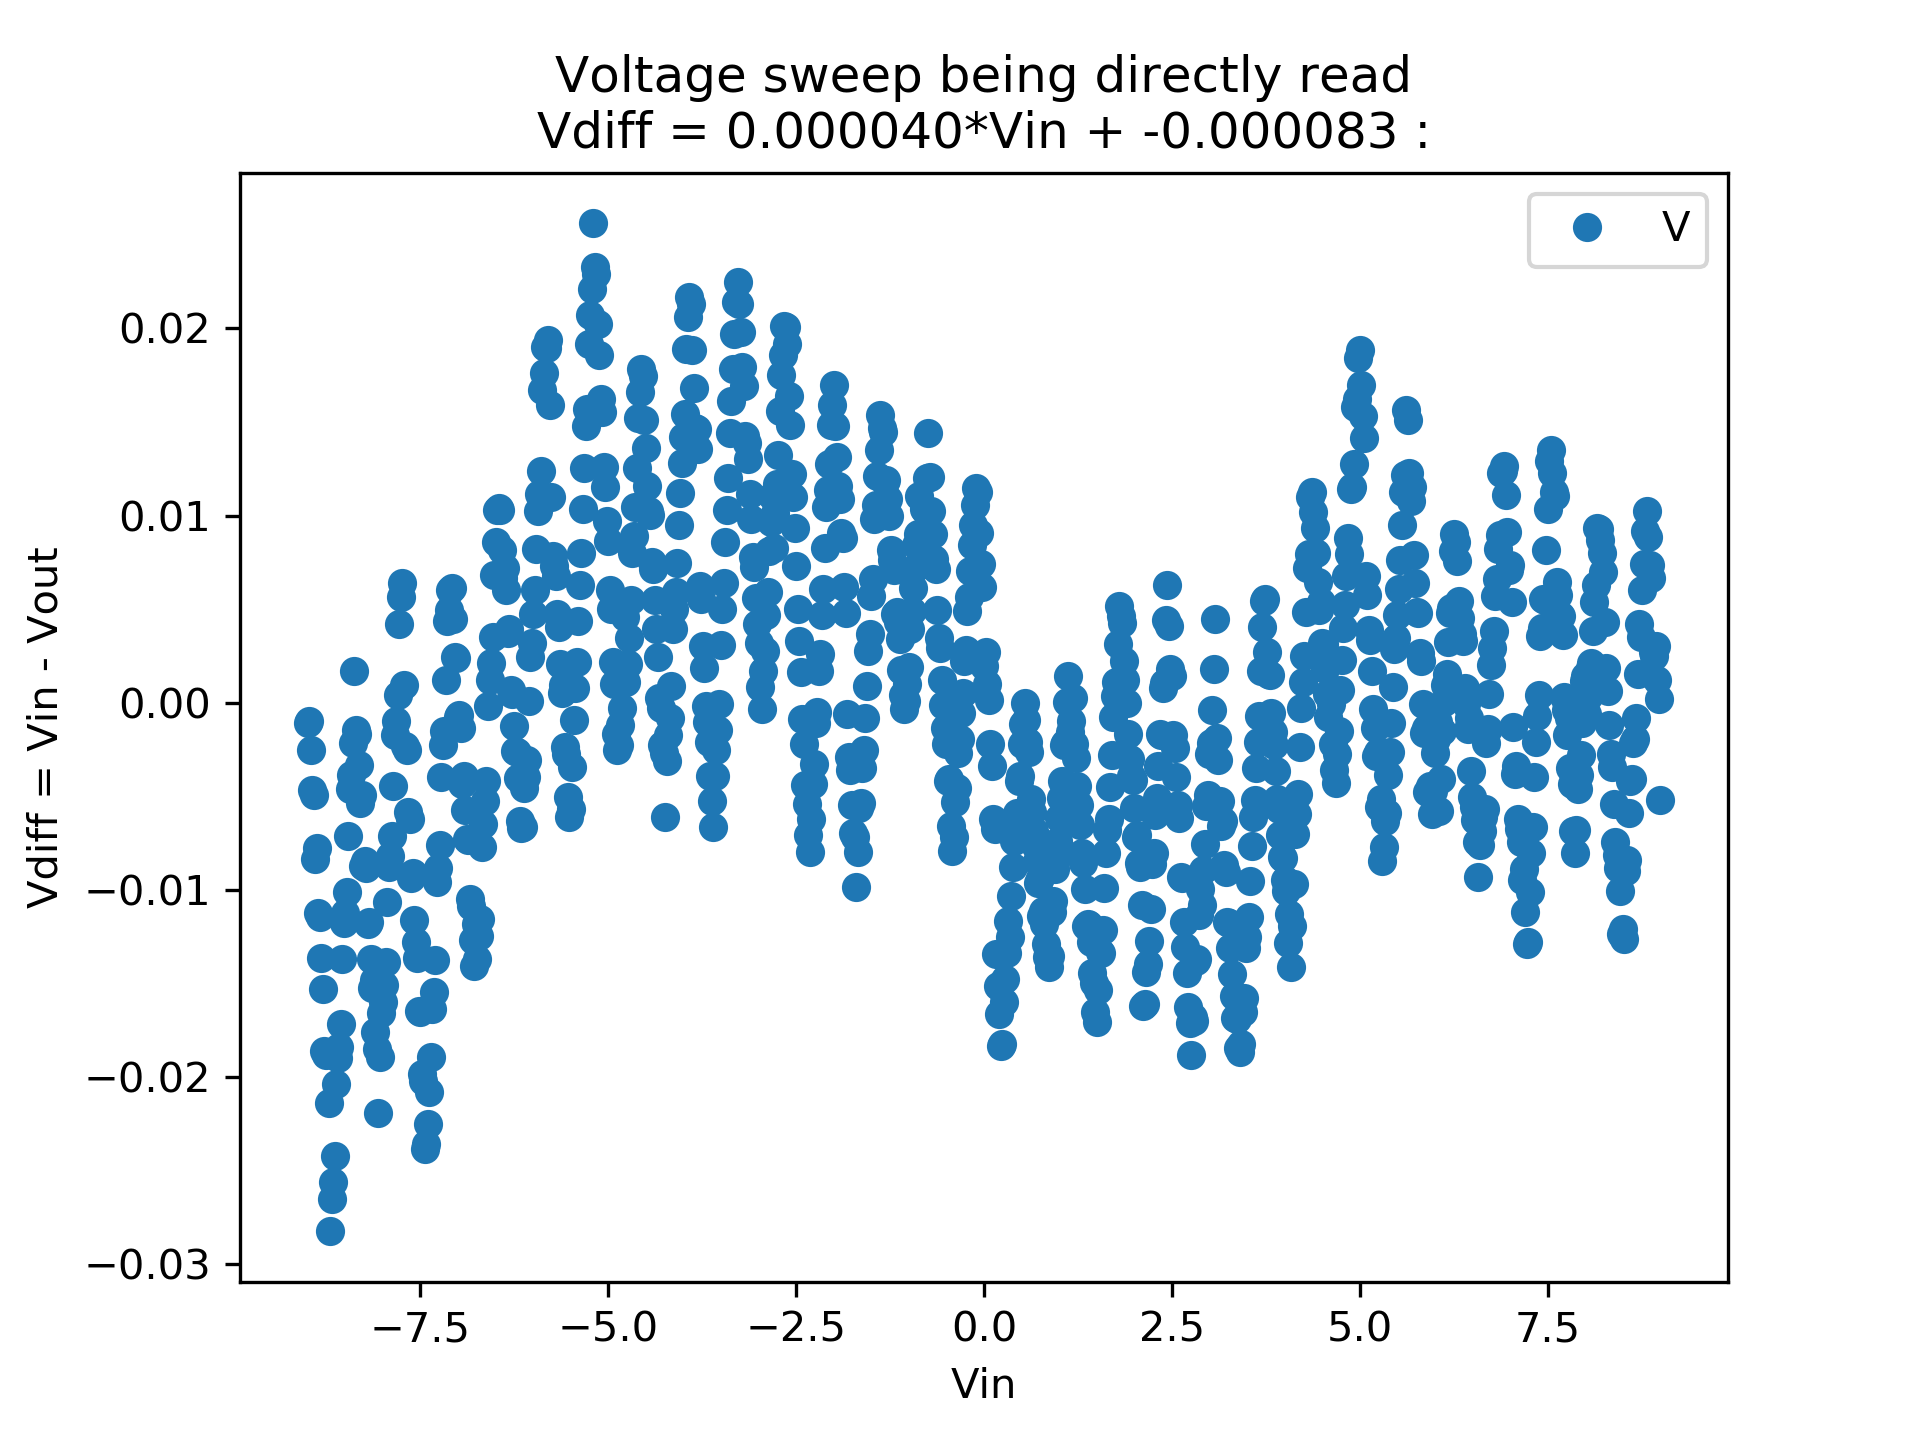 Voltage sweep being directly read
Vdiff = 0.000040*Vin + -0.000083 :
V
Vdiff = Vin - Vout
0.02
0.01
0.00
−0.01
−0.02
−0.03
−7.5 −5.0 −2.5 0.0 2.5 5.0 7.5
Vin